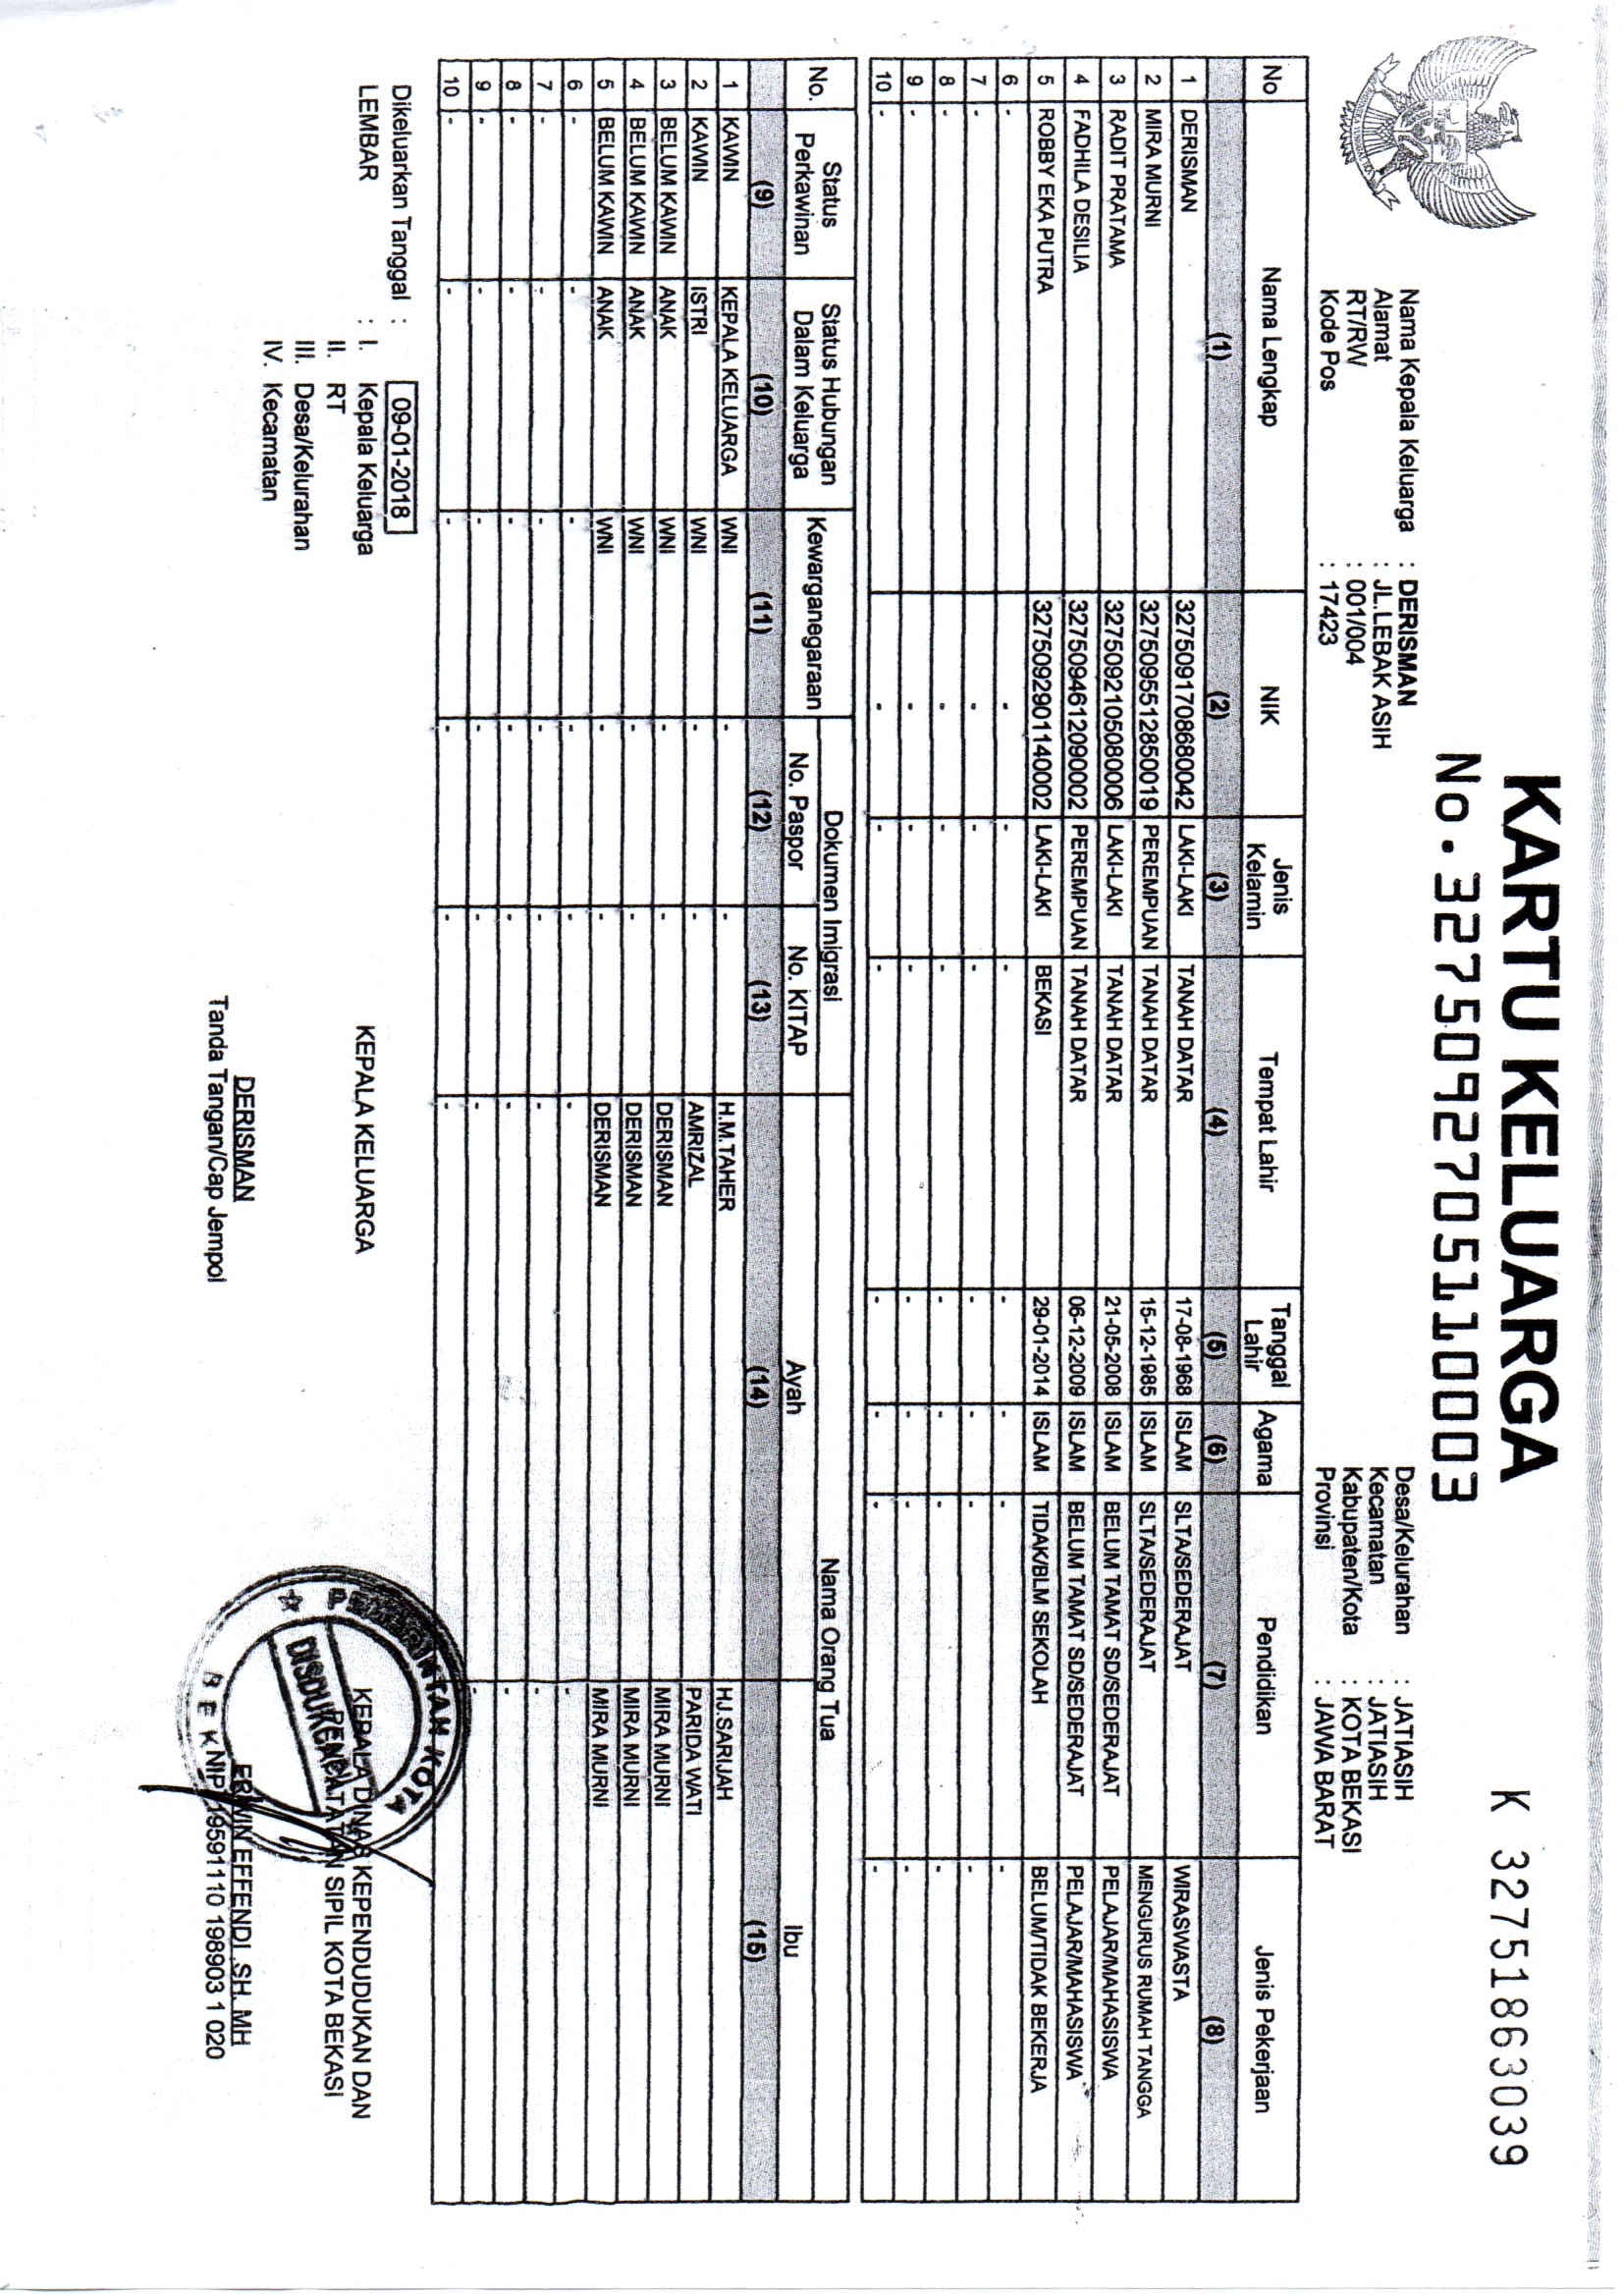 KARTU KELUARGA
No.3275092705110003
K 32751863039
BHINNEKA TUNGGAL IKA
Nama Kepala Keluarga : DERISMAN
Alamat : JL.LEBAK ASIH
RT/RW : 001/004
Kode Pos : 17423
Desa/Kelurahan : JATIASIH
Kecamatan : JATIASIH
Kabupaten/Kota : KOTA BEKASI
Provinsi : JAWA BARAT
No Nama Lengkap NIK Jenis Kelamin Tempat Lahir Tanggal Lahir Agama Pendidikan Jenis Pekerjaan
(1) (2) (3) (4) (5) (6) (7) (8)
1 DERISMAN 3275091708680042 LAKI-LAKI TANAH DATAR 17-08-1968 ISLAM SLTA/SEDERAJAT WIRASWASTA
2 MIRA MURNI 3275095512850019 PEREMPUAN TANAH DATAR 15-12-1985 ISLAM SLTA/SEDERAJAT MENGURUS RUMAH TANGGA
3 RADIT PRATAMA 3275092105080006 LAKI-LAKI TANAH DATAR 21-05-2008 ISLAM BELUM TAMAT SD/SEDERAJAT PELAJAR/MAHASISWA
4 FADHILA DESILIA 3275094612090002 PEREMPUAN TANAH DATAR 06-12-2009 ISLAM BELUM TAMAT SD/SEDERAJAT PELAJAR/MAHASISWA
5 ROBBY EKA PUTRA 3275092901140002 LAKI-LAKI BEKASI 29-01-2014 ISLAM TIDAK/BLM SEKOLAH BELUM/TIDAK BEKERJA
6 - - - - - - - -
7 - - - - - - - -
8 - - - - - - - -
9 - - - - - - - -
10 - - - - - - - -
No. Status Perkawinan Status Hubungan Dalam Keluarga Kewarganegaraan Dokumen Imigrasi Nama Orang Tua
No. Paspor No. KITAP Ayah Ibu
(9) (10) (11) (12) (13) (14) (15)
1 KAWIN KEPALA KELUARGA WNI - - H.M.TAHER HJ.SARIJAH
2 KAWIN ISTRI WNI - - AMRIZAL PARIDA WATI
3 BELUM KAWIN ANAK WNI - - DERISMAN MIRA MURNI
4 BELUM KAWIN ANAK WNI - - DERISMAN MIRA MURNI
5 BELUM KAWIN ANAK WNI - - DERISMAN MIRA MURNI
6 - - - - - - -
7 - - - - - - -
8 - - - - - - -
9 - - - - - - -
10 - - - - - - -
Dikeluarkan Tanggal : 09-01-2018
LEMBAR : I. Kepala Keluarga
II. RT
III. Desa/Kelurahan
IV. Kecamatan
KEPALA KELUARGA
DERISMAN
Tanda Tangan/Cap Jempol
KEPALA DINAS KEPENDUDUKAN DAN
PENCATATAN SIPIL KOTA BEKASI
PEMERINTAH KOTA
DISDUKCAPIL
ERWIN EFFENDI .SH. MH
NIP. 19591110 198903 1 020